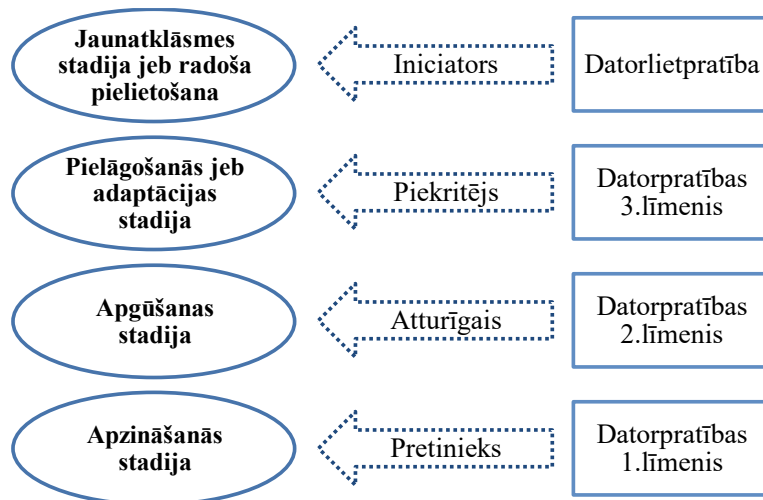 Jaunatklāsmes
stadija jeb radoša
pielietošana
Iniciators
Datorlietpratība
Pielāgošanās jeb
adaptācijas
stadija
Piekritējs
Datorpratības
3.līmenis
Apgūšanas
stadija
Atturīgais
Datorpratības
2.līmenis
Apzināšanās
stadija
Pretinieks
Datorpratības
1.līmenis